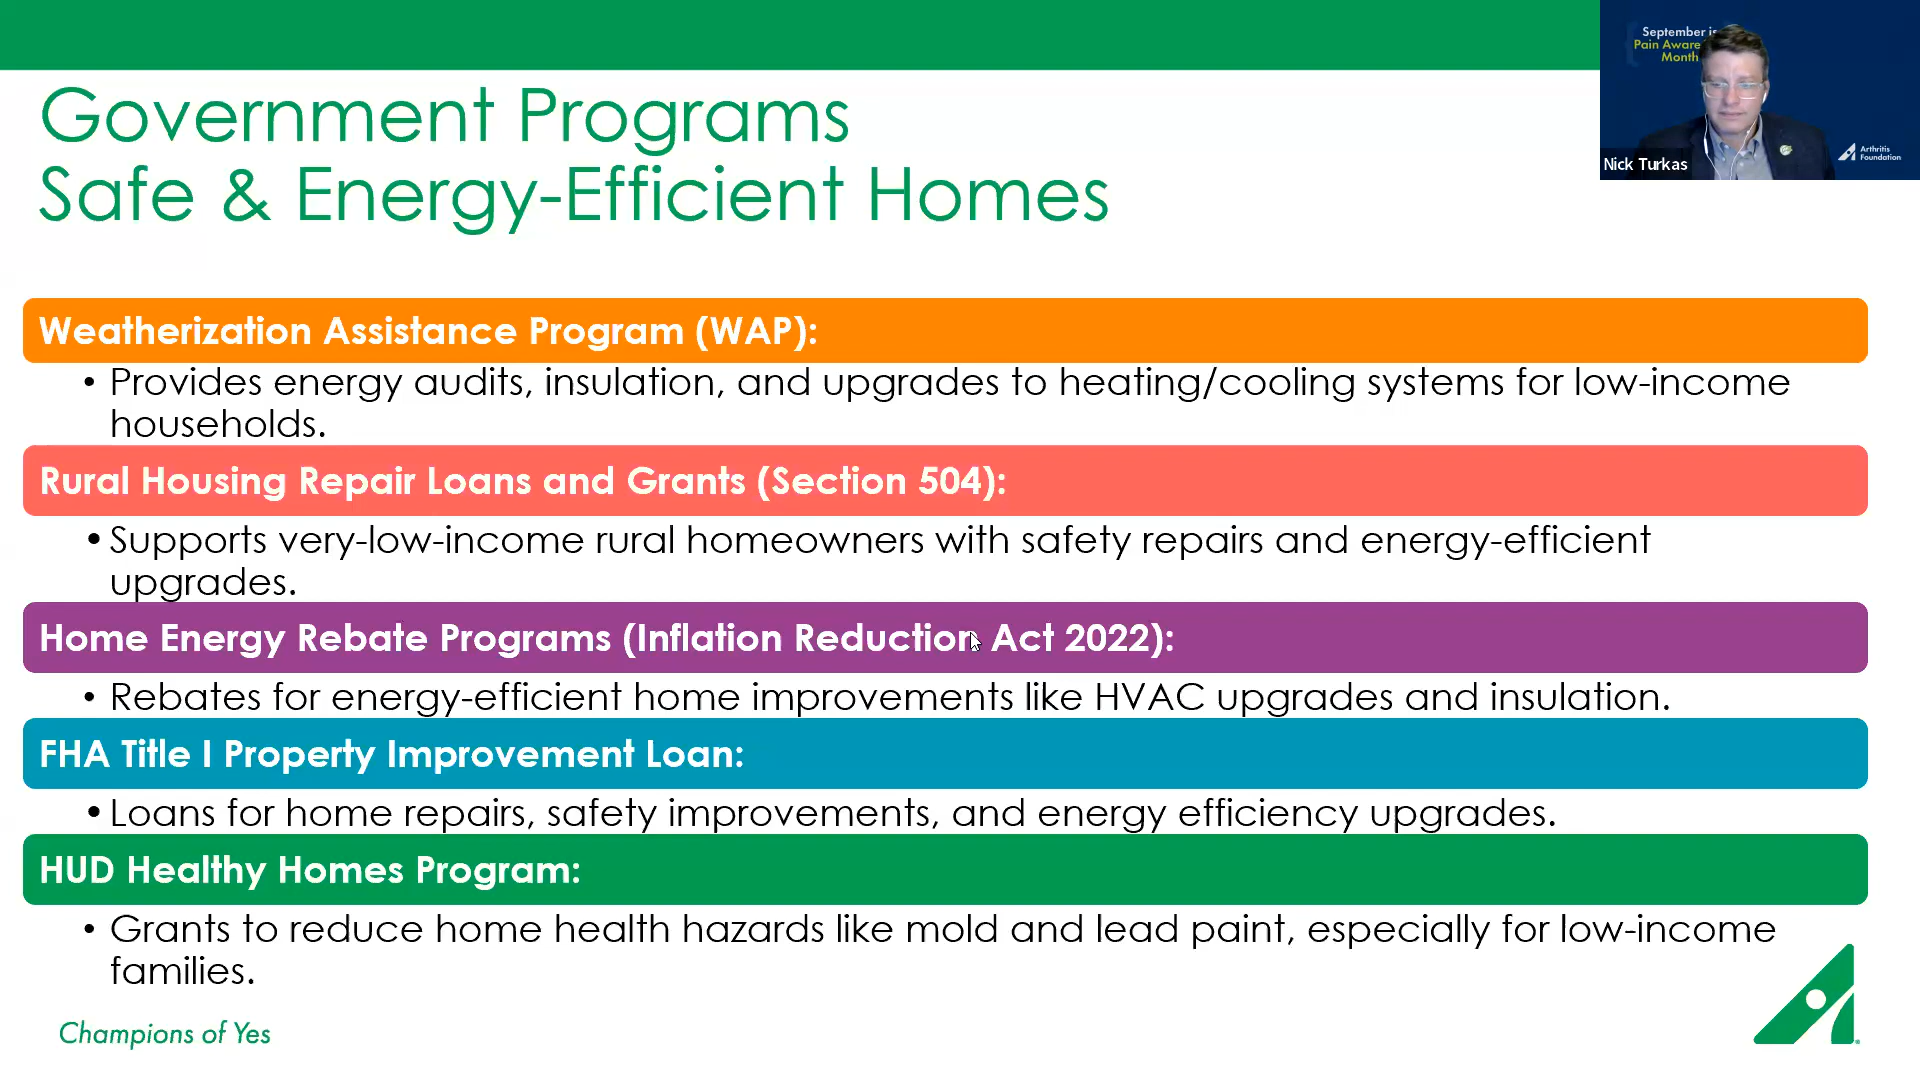 Government Programs
Safe & Energy-Efficient Homes
September is
Pain Aware
Month
Nick Turkas
Arthritis
Foundation
Weatherization Assistance Program (WAP):
• Provides energy audits, insulation, and upgrades to heating/cooling systems for low-income
households.
Rural Housing Repair Loans and Grants (Section 504):
• Supports very-low-income rural homeowners with safety repairs and energy-efficient
upgrades.
Home Energy Rebate Programs (Inflation Reduction Act 2022):
• Rebates for energy-efficient home improvements like HVAC upgrades and insulation.
FHA Title I Property Improvement Loan:
• Loans for home repairs, safety improvements, and energy efficiency upgrades.
HUD Healthy Homes Program:
• Grants to reduce home health hazards like mold and lead paint, especially for low-income
families.
Champions of Yes